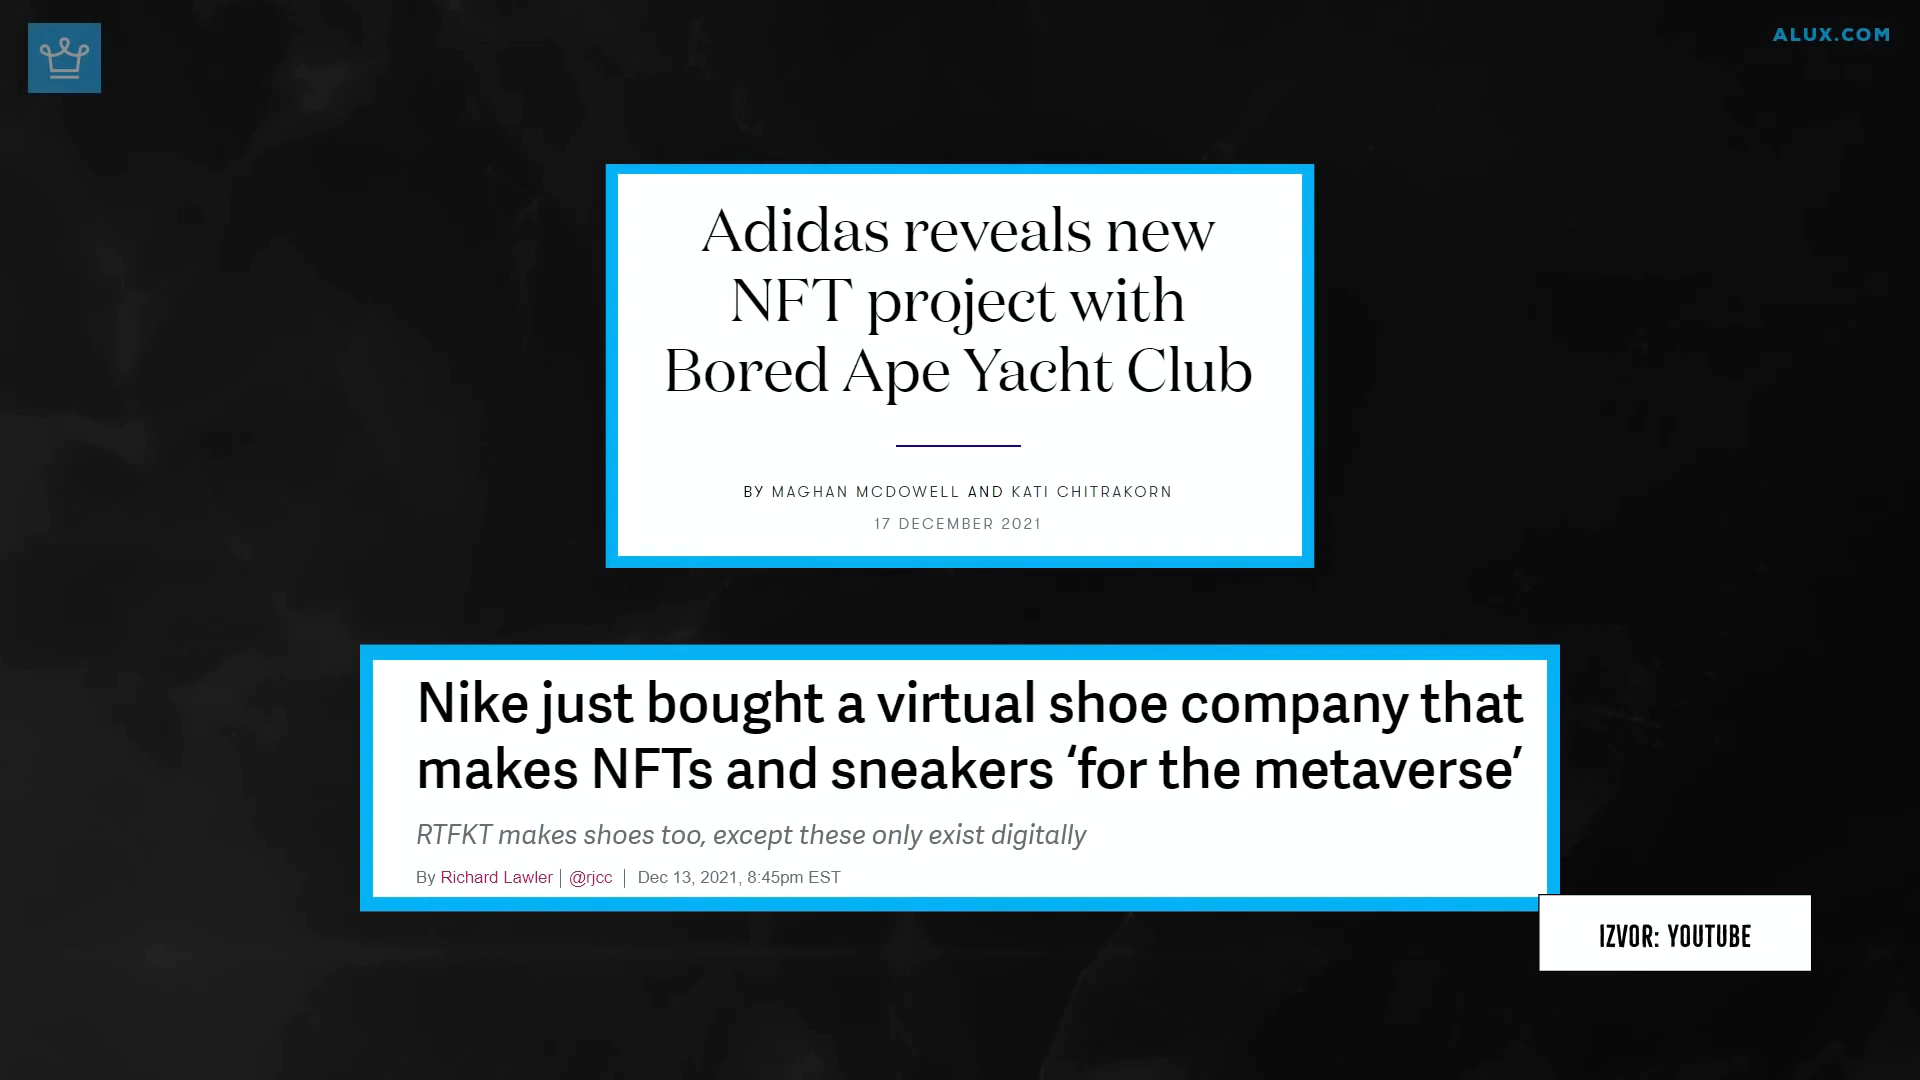 ALUX.COM
Adidas reveals new
NFT project with
Bored Ape Yacht Club
BY MAGHAN MCDOWELL AND KATI CHITRAKORN
17 DECEMBER 2021
Nike just bought a virtual shoe company that
makes NFTs and sneakers ‘for the metaverse’
RTFKT makes shoes too, except these only exist digitally
By Richard Lawler | @rjcc | Dec 13, 2021, 8:45pm EST
IZVOR: YOUTUBE